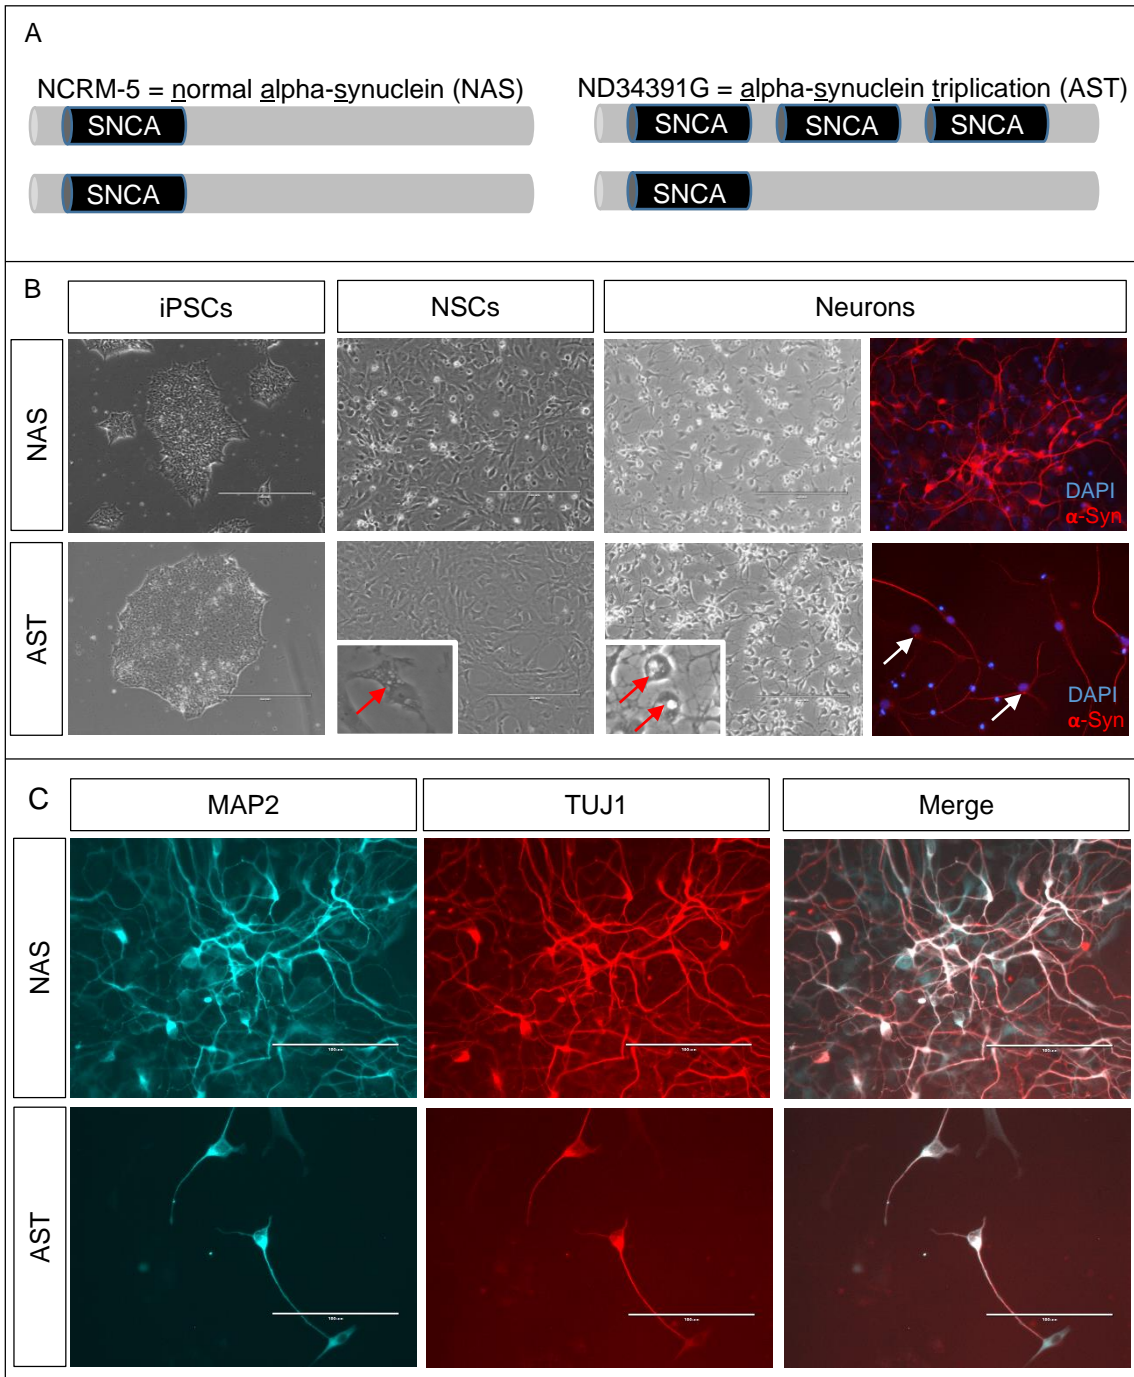 A
NCRM-5 = normal alpha-synuclein (NAS)
ND34391G = alpha-synuclein triplication (AST)
SNCA
SNCA
SNCA
SNCA
SNCA
SNCA
B
iPSCs
NSCs
Neurons
NAS
DAPI
α-Syn
AST
DAPI
α-Syn
C
MAP2
TUJ1
Merge
NAS
AST